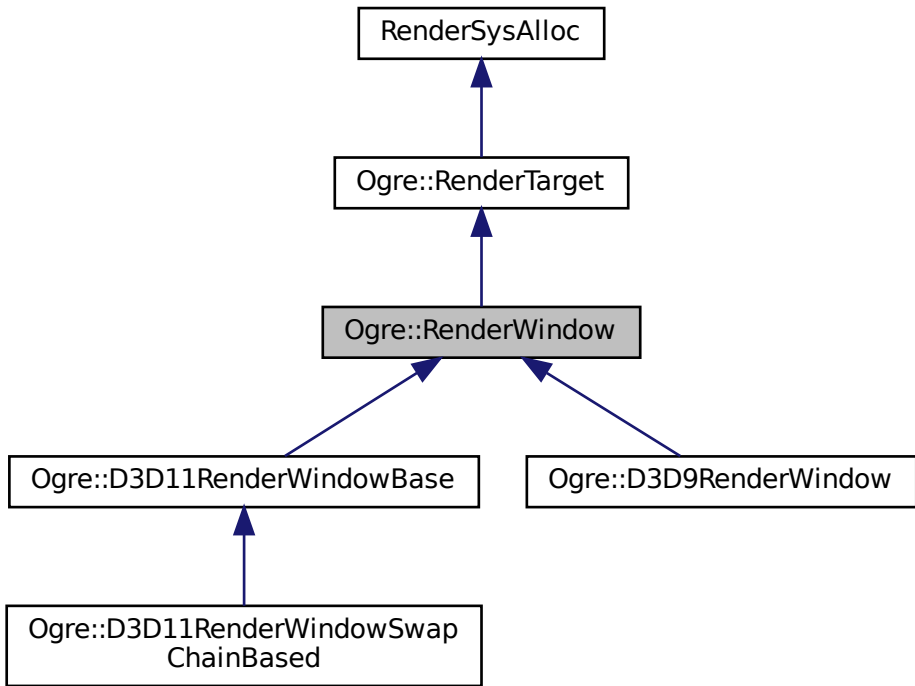 RenderSysAlloc
Ogre::RenderTarget
Ogre::RenderWindow
Ogre::D3D11RenderWindowBase
Ogre::D3D9RenderWindow
Ogre::D3D11RenderWindowSwap
ChainBased